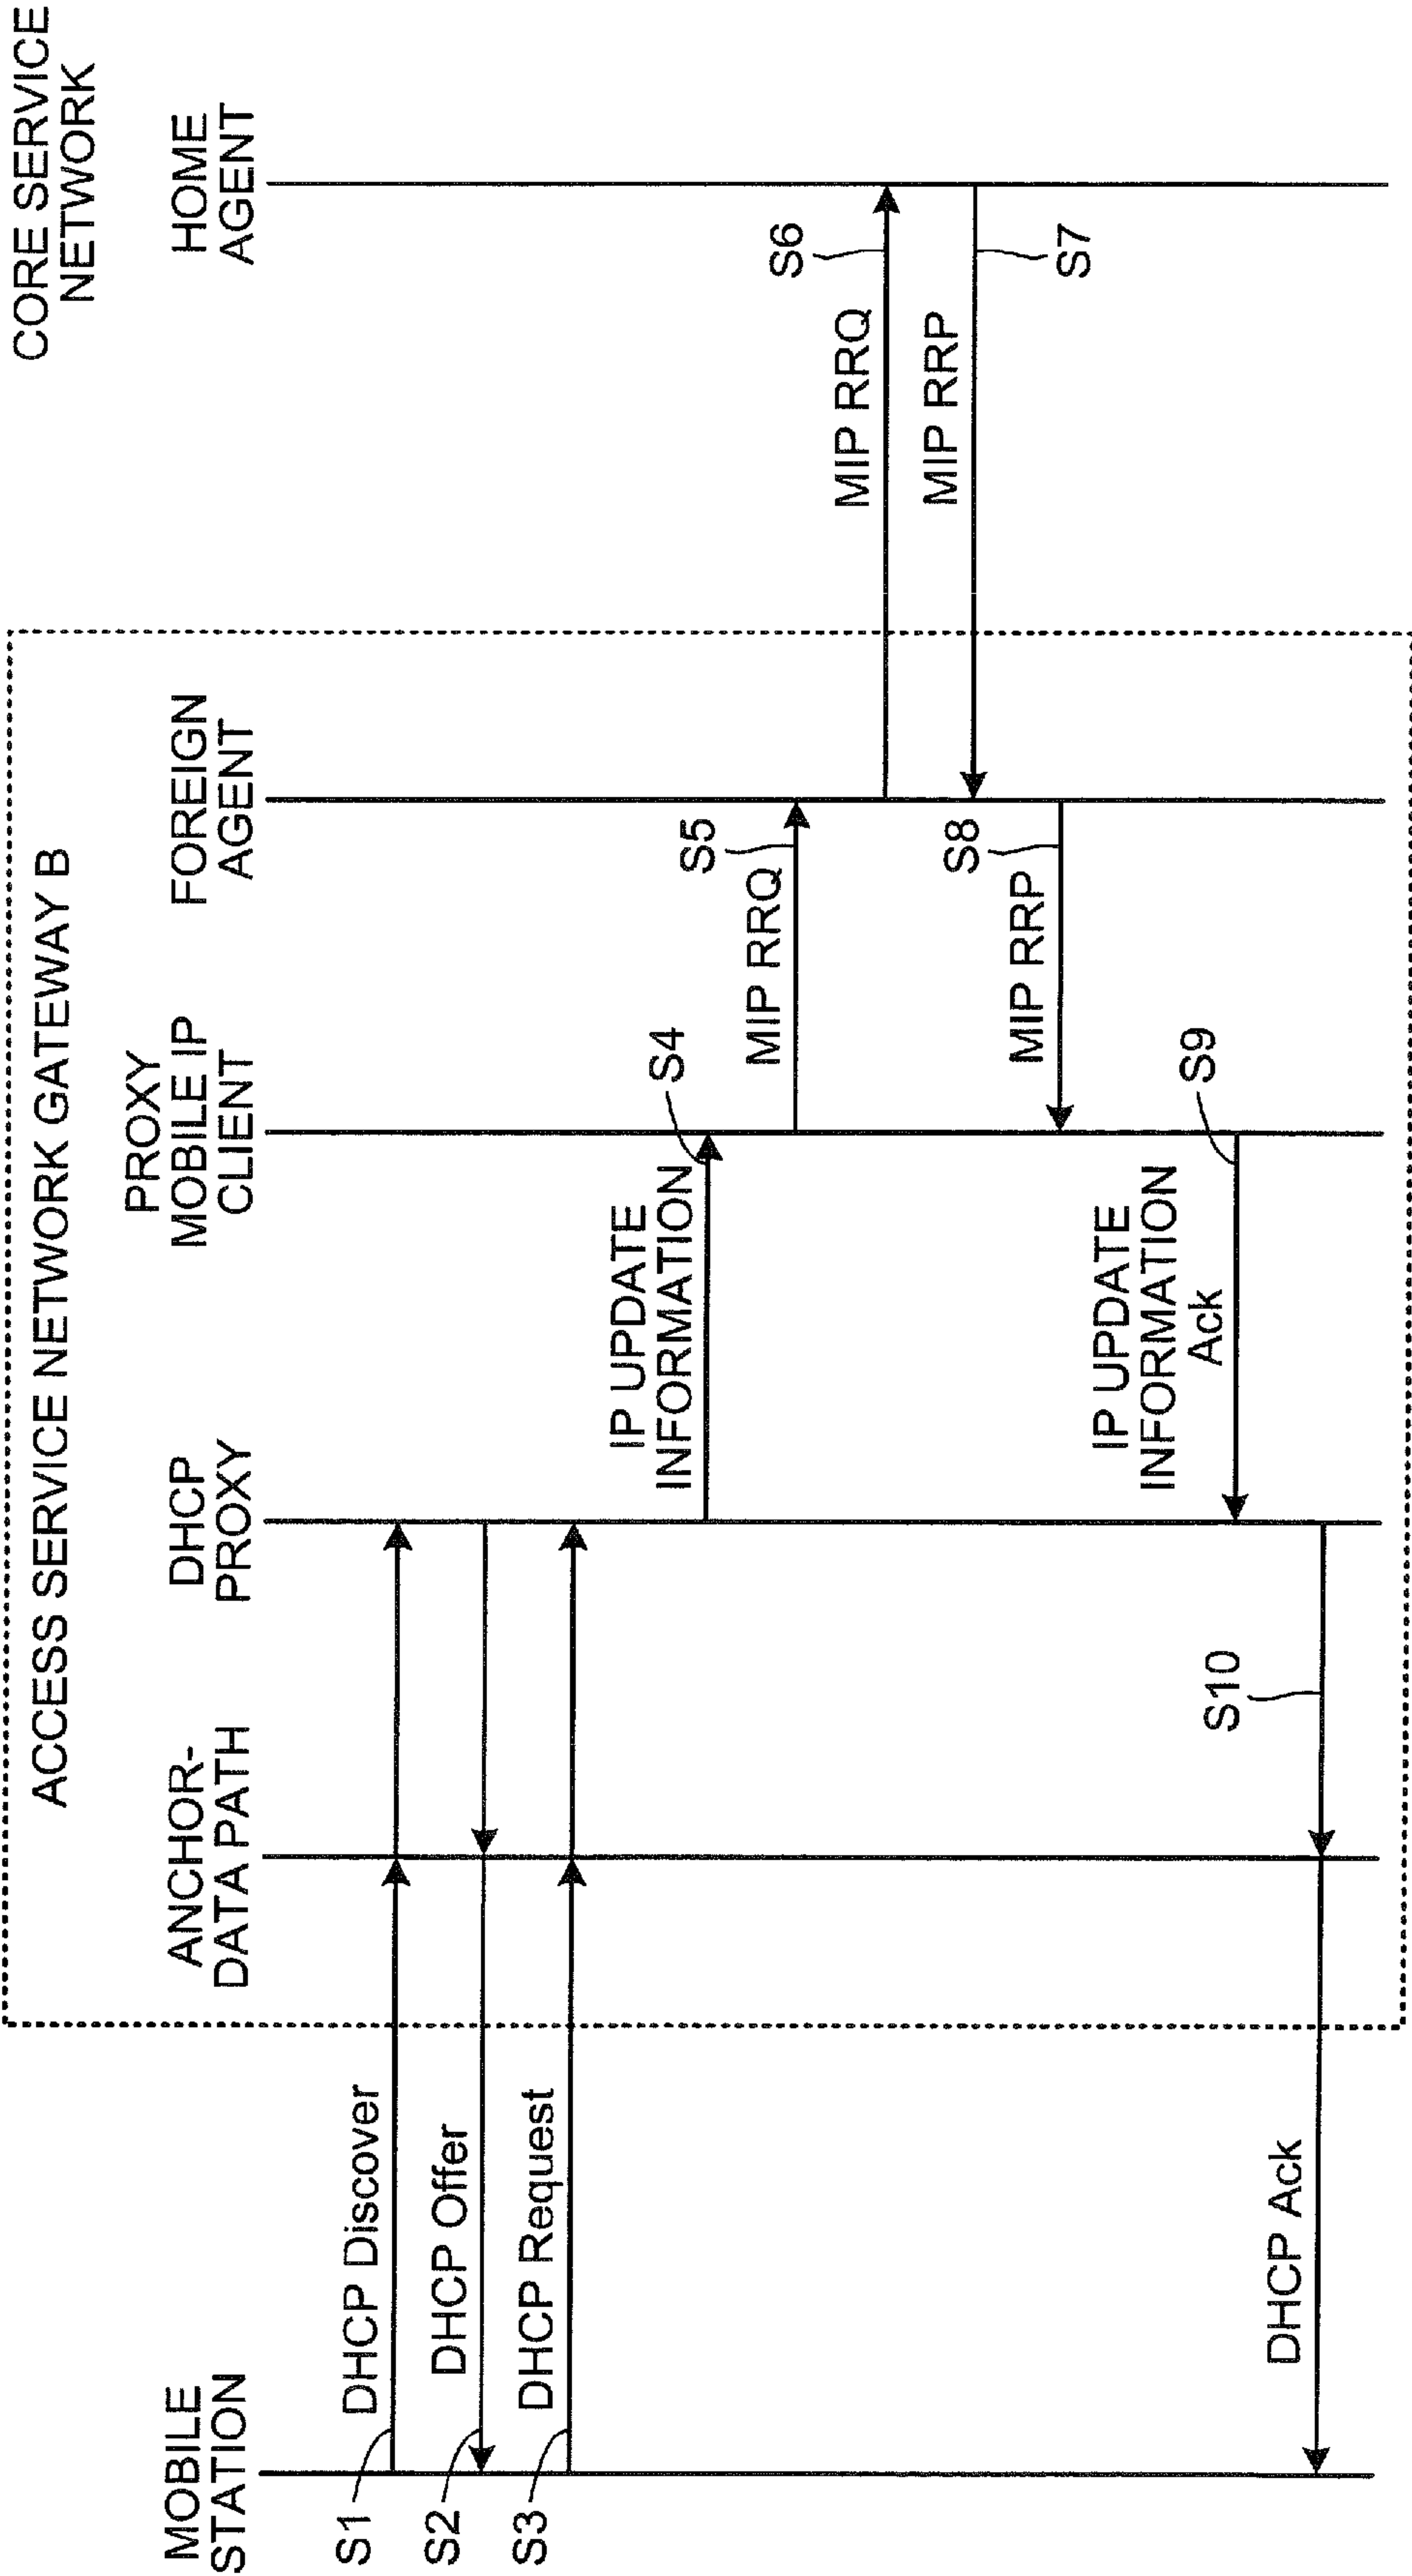 CORE SERVICE
NETWORK
ACCESS SERVICE NETWORK GATEWAY B
MOBILE
STATION
ANCHOR-
DATA PATH
DHCP
PROXY
PROXY
MOBILE IP
CLIENT
FOREIGN
AGENT
HOME
AGENT
S1
DHCP Discover
S2
DHCP Offer
S3
DHCP Request
IP UPDATE
INFORMATION
S4
MIP RRQ
S5
MIP RRQ
S6
MIP RRP
S7
MIP RRP
S8
IP UPDATE
INFORMATION
Ack
S9
S10
DHCP Ack